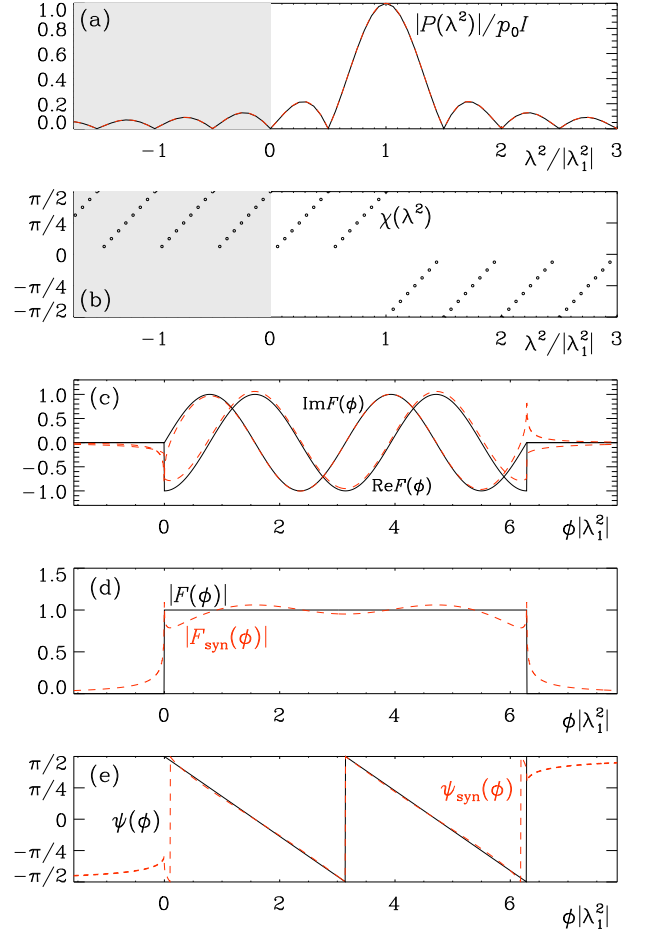 (a)
|P(λ²)|/p₀I
1.0
0.8
0.6
0.4
0.2
0.0
-1 0 1 2 3
λ²/|λ₁²|
(b)
χ(λ²)
π/2
π/4
0
-π/4
-π/2
-1 0 1 2 3
λ²/|λ₁²|
(c)
ImF(ϕ)
ReF(ϕ)
1.0
0.5
-0.0
-0.5
-1.0
0 2 4 6
ϕ|λ₁²|
(d)
|F(ϕ)|
|F_syn(ϕ)|
1.5
1.0
0.5
0.0
0 2 4 6
ϕ|λ₁²|
(e)
ψ(ϕ)
ψ_syn(ϕ)
π/2
π/4
0
-π/4
-π/2
0 2 4 6
ϕ|λ₁²|